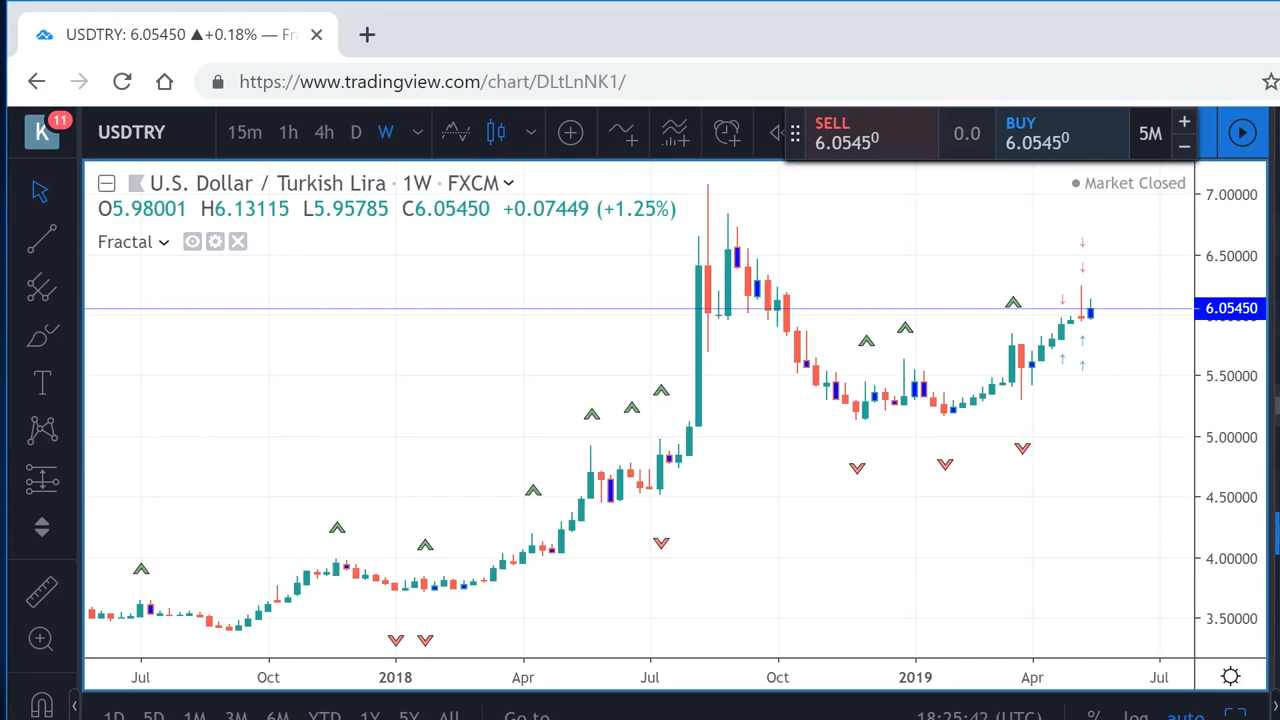 USDTRY: 6.05450 ▲+0.18% — Fr
https://www.tradingview.com/chart/DLtLnNK1/
K 11 USDTRY 15m 1h 4h D W SELL 6.0545⁰ 0.0 BUY 6.0545⁰ 5M + −
U.S. Dollar / Turkish Lira · 1W · FXCM
Market Closed
O5.98001 H6.13115 L5.95785 C6.05450 +0.07449 (+1.25%)
Fractal
7.00000
6.50000
6.05450
5.50000
5.00000
4.50000
4.00000
3.50000
Jul Oct 2018 Apr Jul Oct 2019 Apr Jul
1D 5D 1M 3M 6M YTD 1Y 5Y All Go to 18:25:42 (UTC) % log auto